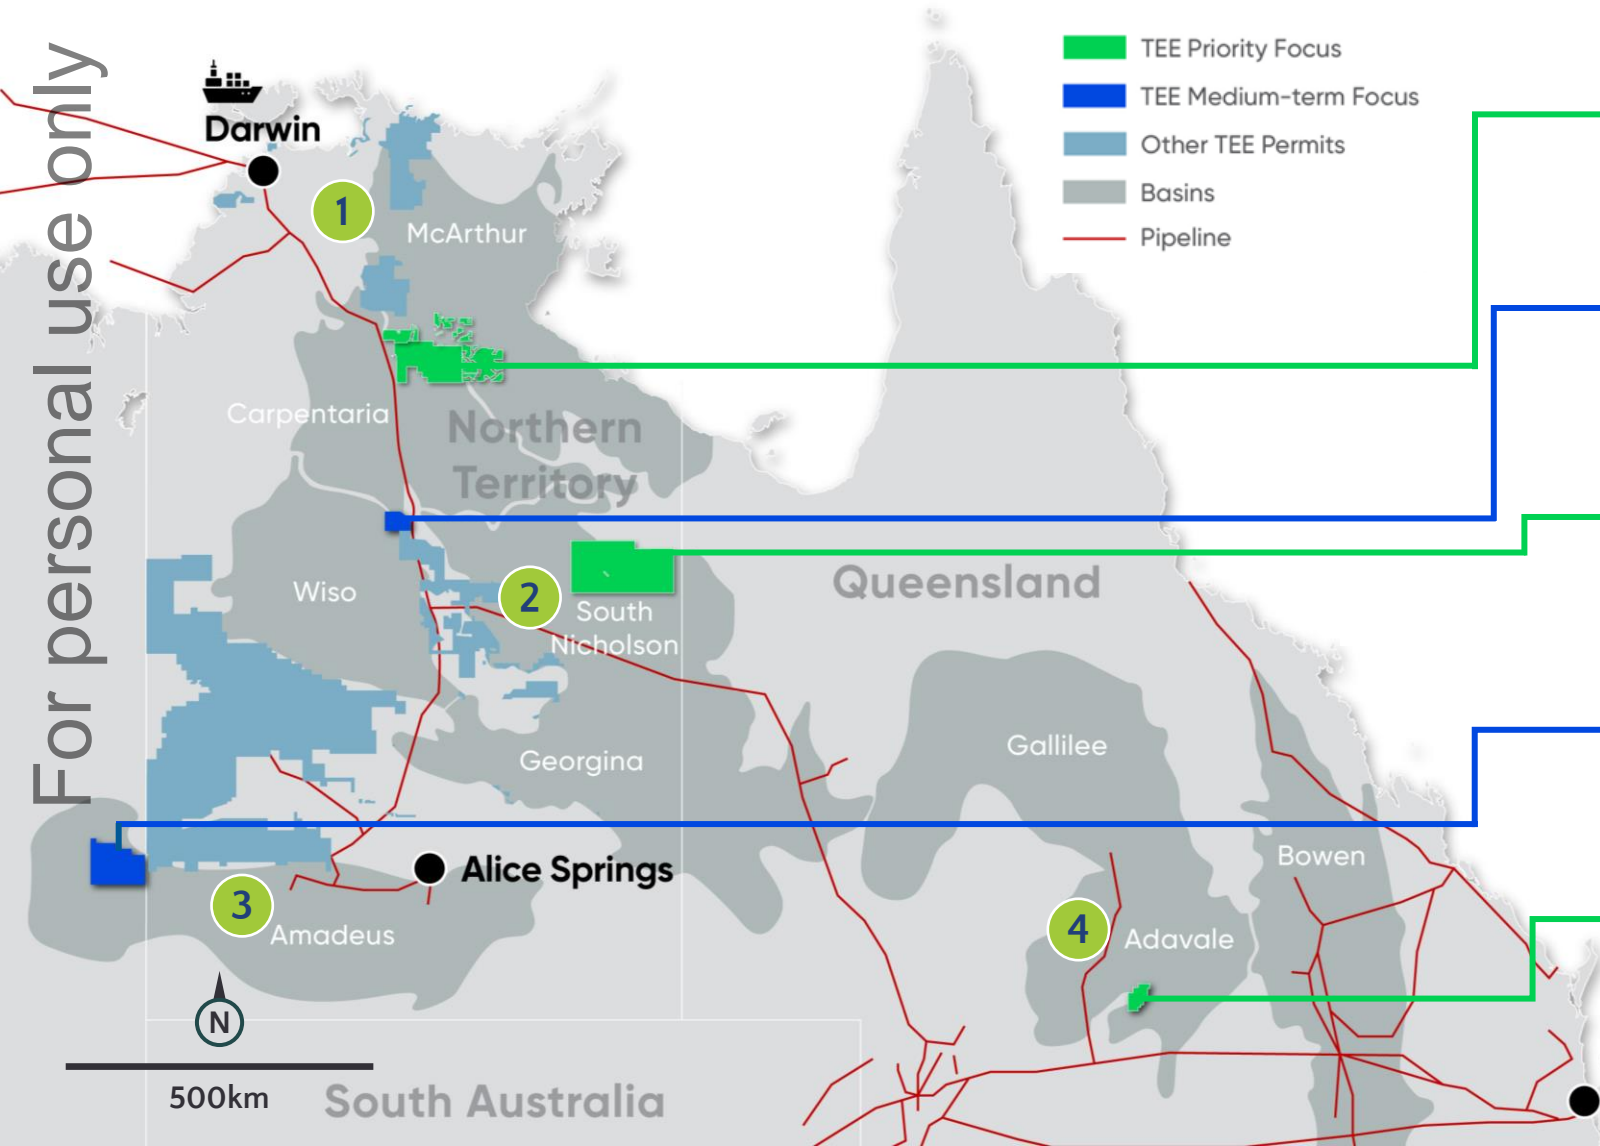 For personal use only
Darwin
TEE Priority Focus
TEE Medium-term Focus
Other TEE Permits
Basins
Pipeline
1
McArthur
Carpentaria
Northern
Territory
Wiso
2
South
Nicholson
Queensland
Georgina
Gallilee
Bowen
Alice Springs
3
Amadeus
4
Adavale
N
500km
South Australia